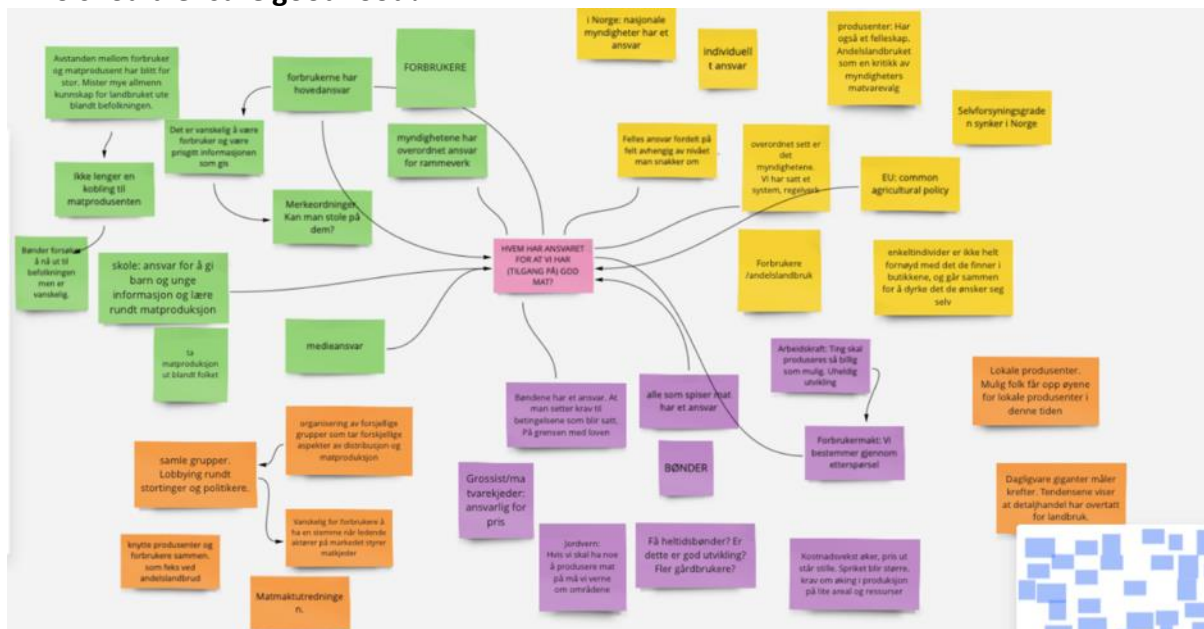 Avstanden mellom forbruker
og matprodusent har blitt for
stor. Mister mye allmenn
kunnskap for landbruket ute
blandt befolkningen.
forbrukerne har
hovedansvar
FORBRUKERE
Det er vanskelig å være
forbruker og være
prisgitt informasjonen
som gis
myndighetene har
overordnet ansvar
for rammeverk
Ikke lenger en
kobling til
matprodusenten
Merkeordninger.
Kan man stole på
dem?
Bønder forsøker
å nå ut til
befolkningen
men er
vanskelig.
skole: ansvar for å gi
barn og unge
informasjon og lære
rundt matproduksjon
ta
matproduksjon
ut blandt folket
medieansvar
i Norge: nasjonale
myndigheter har et
ansvar
individuell
t ansvar
produsenter: Har
også et felleskap.
Andelslandbruket
som en kritikk av
myndigheters
matvarevalg
Selvforsyningsgrade
n synker i Norge
Felles ansvar fordelt på
felt avhengig av nivået
man snakker om
overordnet sett er
det
myndighetene.
Vi har satt et
system, regelverk
EU: common
agricultural policy
Forbrukere
/andelslandbruk
enkeltindivider er ikke helt
fornøyd med det de finner i
butikkene, og går sammen
for å dyrke det de ønsker seg
selv
HVEM HAR ANSVARET
FOR AT VI HAR
(TILGANG PÅ) GOD
MAT?
Bøndene har et ansvar. At
man setter krav til
betingelsene som blir satt.
På grensen med loven
alle som spiser mat
har et ansvar
Arbeidskraft: Ting skal
produseres så billig
som mulig. Uheldig
utvikling
Forbrukermakt: Vi
bestemmer gjennom
etterspørsel
BØNDER
Grossist/ma
tvarekjeder:
ansvarlig for
pris
Jordvern:
Hvis vi skal ha noe
å produsere mat
på må vi verne
om områdene
Få heltidsbønder? Er
dette er god utvikling?
Fler gårdbrukere?
Kostnadsvekst øker, pris ut
står stille. Spriket blir større,
krav om øking i produksjon
på lite areal og ressurser
organisering av forsjellige
grupper som tar forskjellige
aspekter av distribusjon og
matproduksjon
samle grupper.
Lobbying rundt
stortinger og politikere.
Vanskelig for forbrukere å
ha en stemme når ledende
aktører på markedet styrer
matkjeder
knytte produsenter og
forbrukere sammen.
som feks ved
andelslandbrud
Matmaktutredninge
n.
Lokale produsenter.
Mulig folk får opp øyene
for lokale produsenter i
denne tiden
Dagligvare giganter måler
krefter. Tendensene viser
at detaljhandel har overtatt
for landbruk.